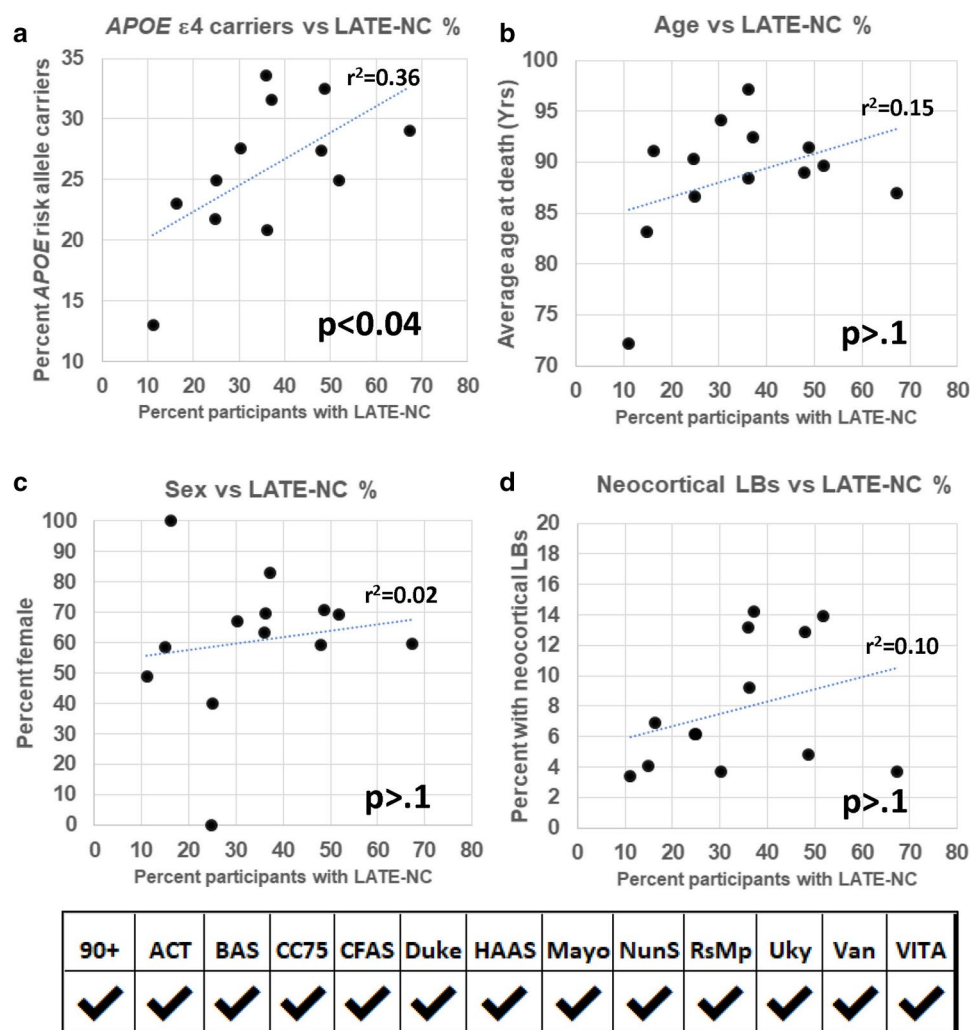 a
APOE ε4 carriers vs LATE-NC %
Percent APOE risk allele carriers
35
30
25
20
15
10
r²=0.36
p<0.04
0 10 20 30 40 50 60 70 80
Percent participants with LATE-NC
b
Age vs LATE-NC %
Average age at death (Yrs)
100
95
90
85
80
75
70
r²=0.15
p>.1
0 10 20 30 40 50 60 70 80
Percent participants with LATE-NC
c
Sex vs LATE-NC %
Percent female
100
90
80
70
60
50
40
30
20
10
0
r²=0.02
p>.1
0 10 20 30 40 50 60 70 80
Percent participants with LATE-NC
d
Neocortical LBs vs LATE-NC %
Percent with neocortical LBs
20
18
16
14
12
10
8
6
4
2
0
r²=0.10
p>.1
0 10 20 30 40 50 60 70 80
Percent participants with LATE-NC
90+ ACT BAS CC75 CFAS Duke HAAS Mayo NunS RsMp Uky Van VITA